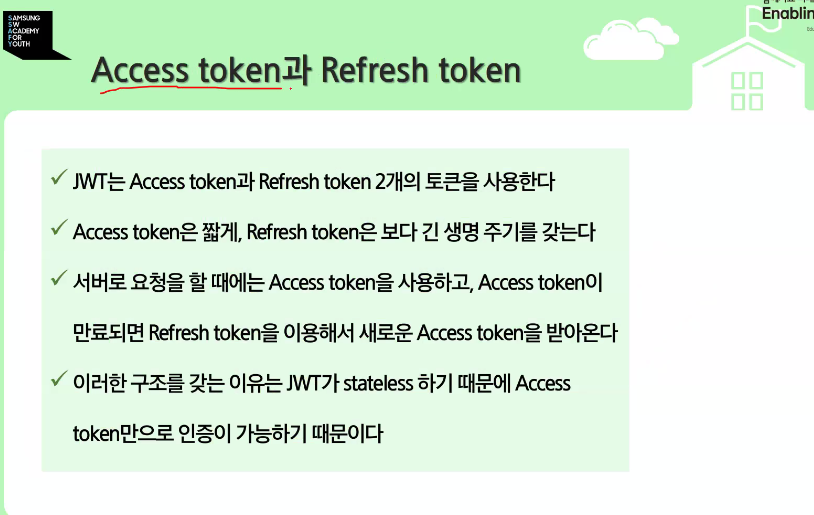 SAMSUNG
SW
ACADEMY
FOR
YOUTH
Enablin
Access token과 Refresh token
JWT는 Access token과 Refresh token 2개의 토큰을 사용한다
Access token은 짧게, Refresh token은 보다 긴 생명 주기를 갖는다
서버로 요청을 할 때에는 Access token을 사용하고, Access token이
만료되면 Refresh token을 이용해서 새로운 Access token을 받아온다
이러한 구조를 갖는 이유는 JWT가 stateless 하기 때문에 Access
token만으로 인증이 가능하기 때문이다